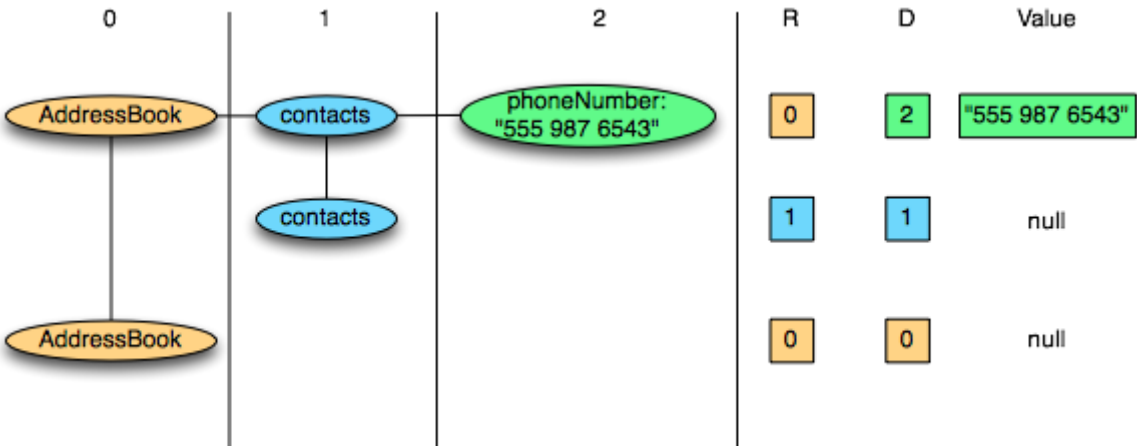 0 1 2 R D Value
AddressBook contacts phoneNumber: "555 987 6543" 0 2 "555 987 6543"
contacts 1 1 null
AddressBook 0 0 null